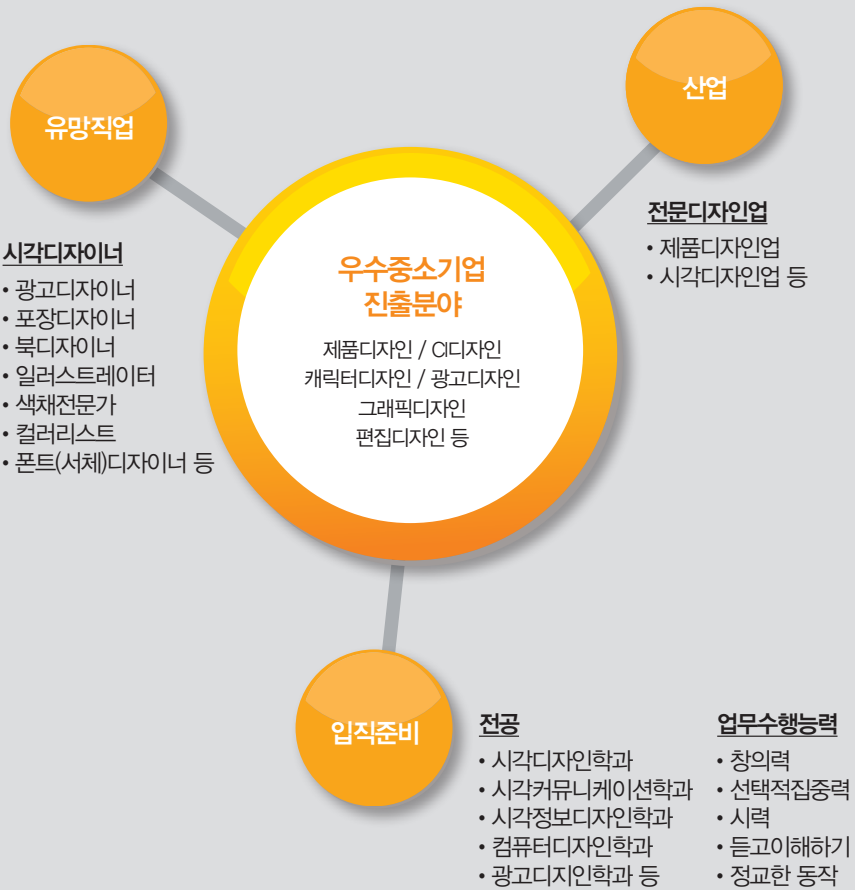 유망직업
산업
시각디자이너
• 광고디자이너
• 포장디자이너
• 북디자이너
• 일러스트레이터
• 색채전문가
• 컬러리스트
• 폰트(서체)디자이너 등
우수중소기업
진출분야
제품디자인 / CI디자인
캐릭터디자인 / 광고디자인
그래픽디자인
편집디자인 등
전문디자인업
• 제품디자인업
• 시각디자인업 등
입직준비
전공
• 시각디자인학과
• 시각커뮤니케이션학과
• 시각정보디자인학과
• 컴퓨터디자인학과
• 광고디지인학과 등
업무수행능력
• 창의력
• 선택적집중력
• 시력
• 듣고이해하기
• 정교한 동작